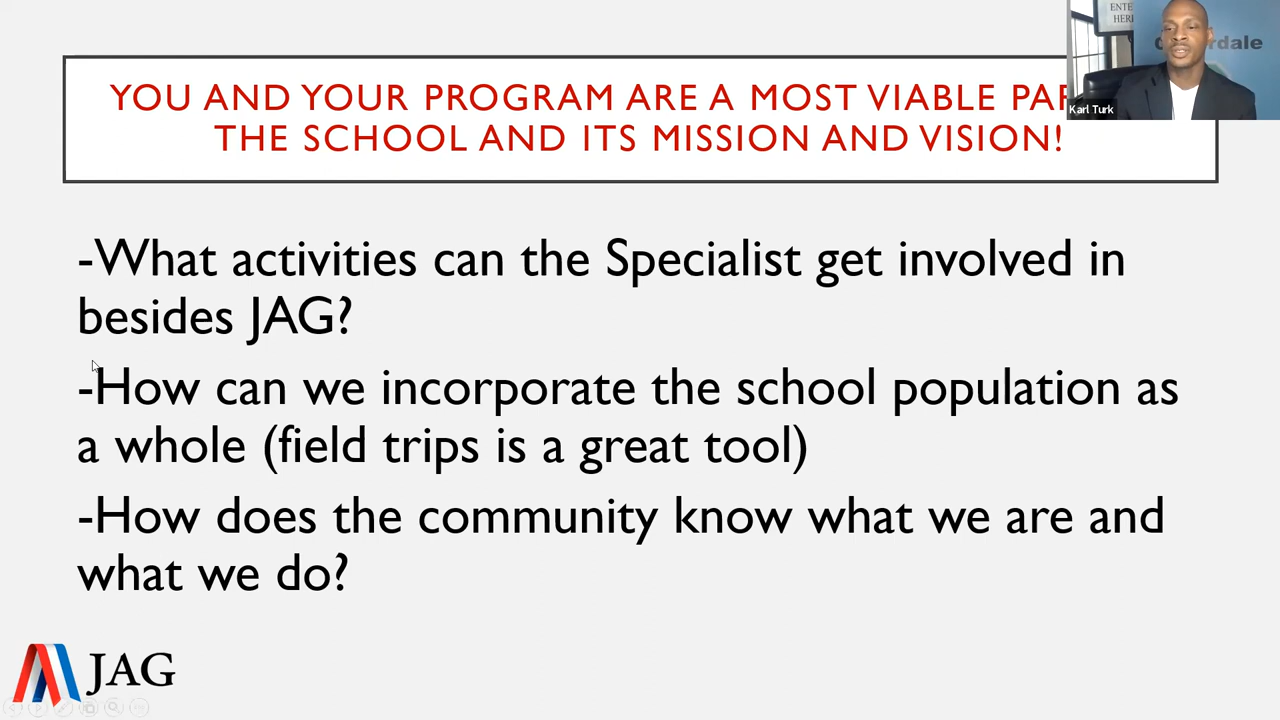 YOU AND YOUR PROGRAM ARE A MOST VIABLE
THE SCHOOL AND ITS MISSION AND VISION!
-What activities can the Specialist get involved in
besides JAG?
-How can we incorporate the school population as
a whole (field trips is a great tool)
-How does the community know what we are and
what we do?
JAG
ENTE
HERE
Karl Turk